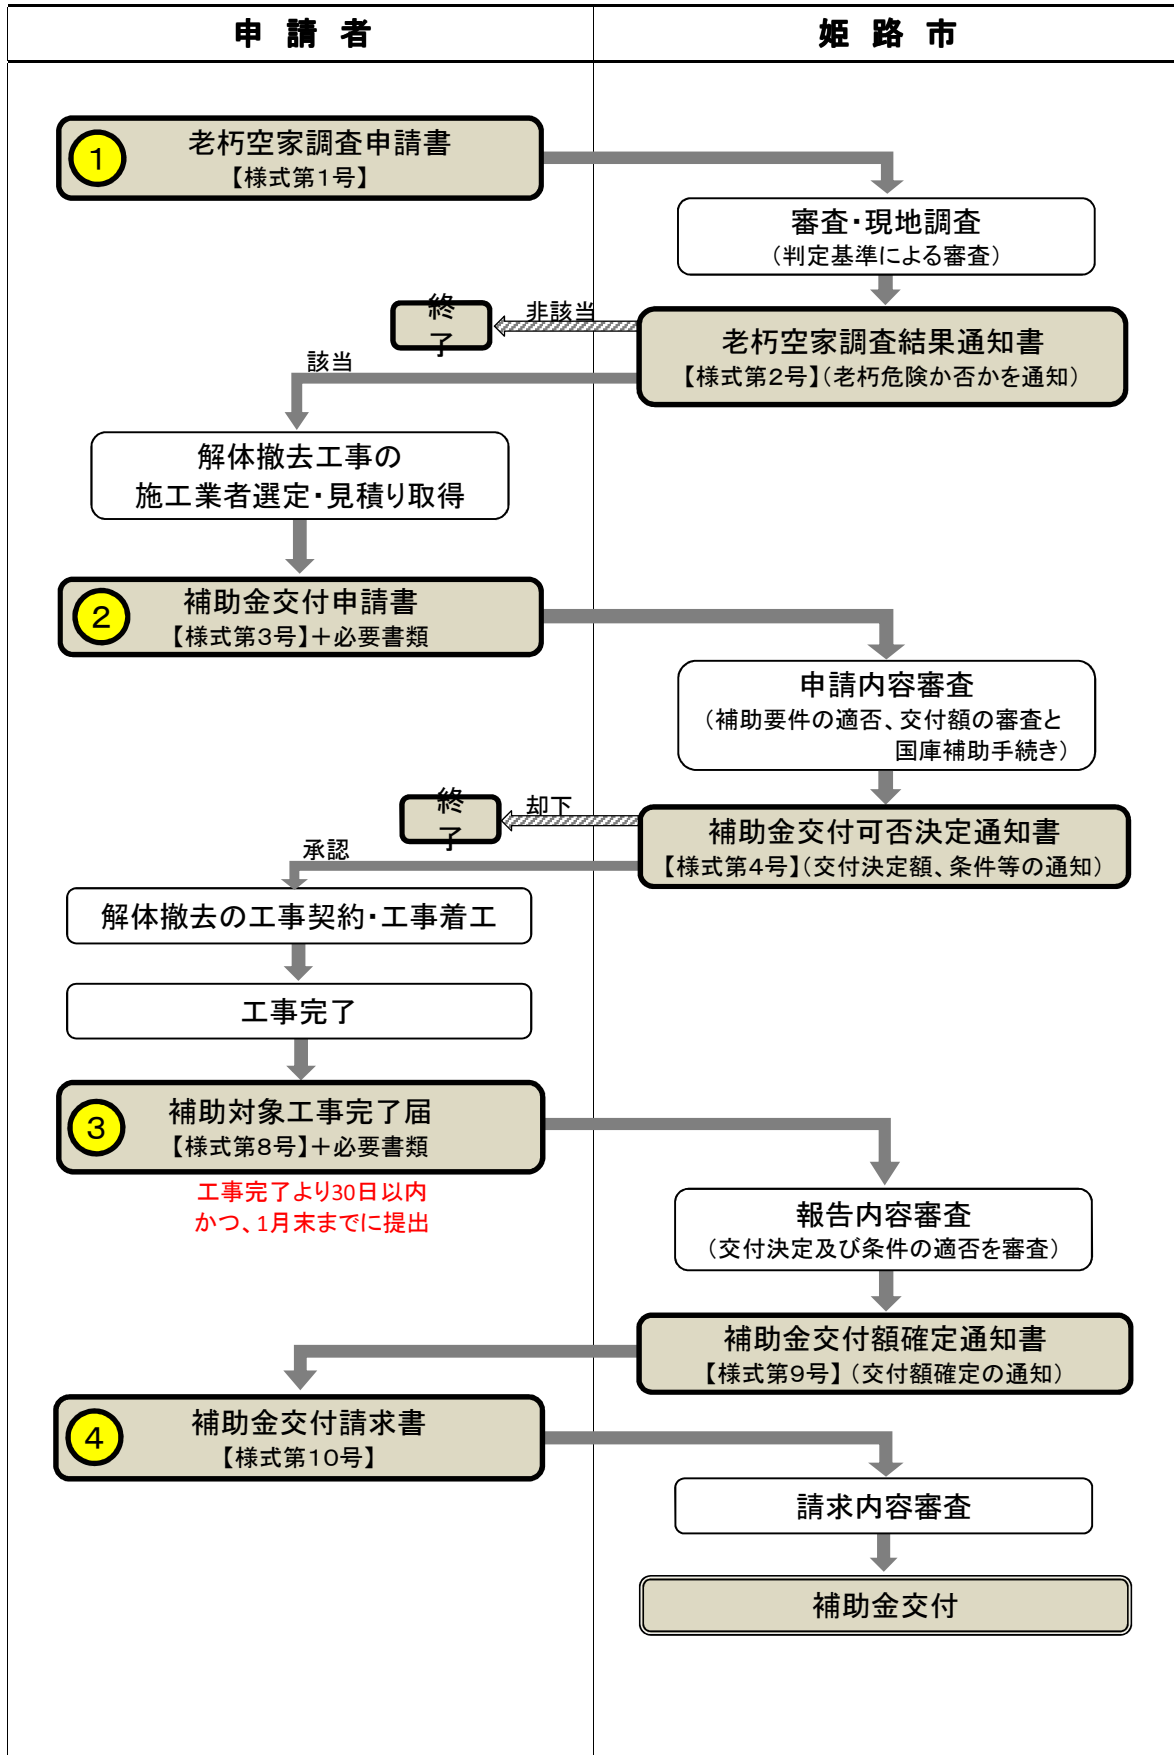 申請者
姫路市
1
老朽空家調査申請書
【様式第1号】
審査・現地調査
（判定基準による審査）
終
了
非該当
老朽空家調査結果通知書
【様式第2号】（老朽危険か否かを通知）
該当
解体撤去工事の
施工業者選定・見積り取得
2
補助金交付申請書
【様式第3号】＋必要書類
申請内容審査
（補助要件の適否、交付額の審査と
国庫補助手続き）
終
了
却下
補助金交付可否決定通知書
【様式第4号】（交付決定額、条件等の通知）
承認
解体撤去の工事契約・工事着工
工事完了
3
補助対象工事完了届
【様式第8号】＋必要書類
工事完了より30日以内
かつ、1月末までに提出
報告内容審査
（交付決定及び条件の適否を審査）
補助金交付額確定通知書
【様式第9号】（交付額確定の通知）
4
補助金交付請求書
【様式第10号】
請求内容審査
補助金交付